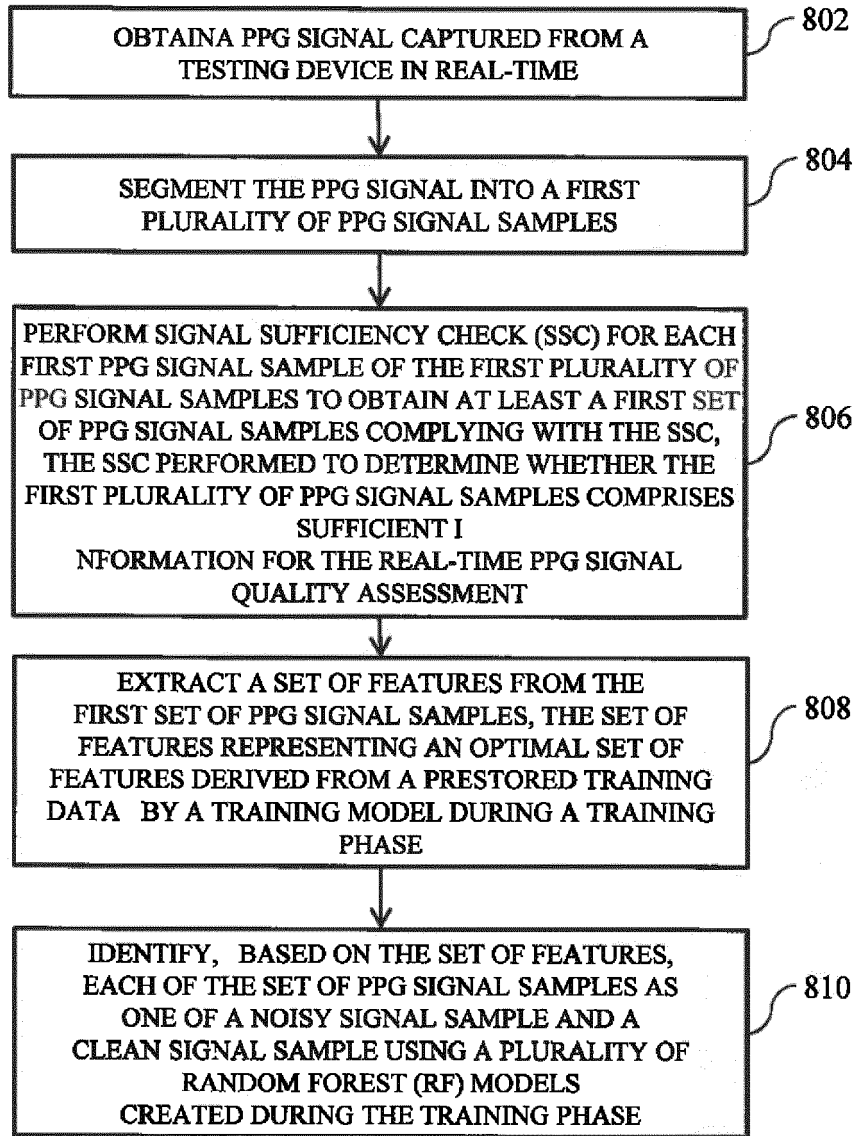 OBTAINA PPG SIGNAL CAPTURED FROM A
TESTING DEVICE IN REAL-TIME
802
SEGMENT THE PPG SIGNAL INTO A FIRST
PLURALITY OF PPG SIGNAL SAMPLES
804
PERFORM SIGNAL SUFFICIENCY CHECK (SSC) FOR EACH
FIRST PPG SIGNAL SAMPLE OF THE FIRST PLURALITY OF
PPG SIGNAL SAMPLES TO OBTAIN AT LEAST A FIRST SET
OF PPG SIGNAL SAMPLES COMPLYING WITH THE SSC,
THE SSC PERFORMED TO DETERMINE WHETHER THE
FIRST PLURALITY OF PPG SIGNAL SAMPLES COMPRISES
SUFFICIENT I
NFORMATION FOR THE REAL-TIME PPG SIGNAL
QUALITY ASSESSMENT
806
EXTRACT A SET OF FEATURES FROM THE
FIRST SET OF PPG SIGNAL SAMPLES, THE SET OF
FEATURES REPRESENTING AN OPTIMAL SET OF
FEATURES DERIVED FROM A PRESTORED TRAINING
DATA BY A TRAINING MODEL DURING A TRAINING
PHASE
808
IDENTIFY, BASED ON THE SET OF FEATURES,
EACH OF THE SET OF PPG SIGNAL SAMPLES AS
ONE OF A NOISY SIGNAL SAMPLE AND A
CLEAN SIGNAL SAMPLE USING A PLURALITY OF
RANDOM FOREST (RF) MODELS
CREATED DURING THE TRAINING PHASE
810